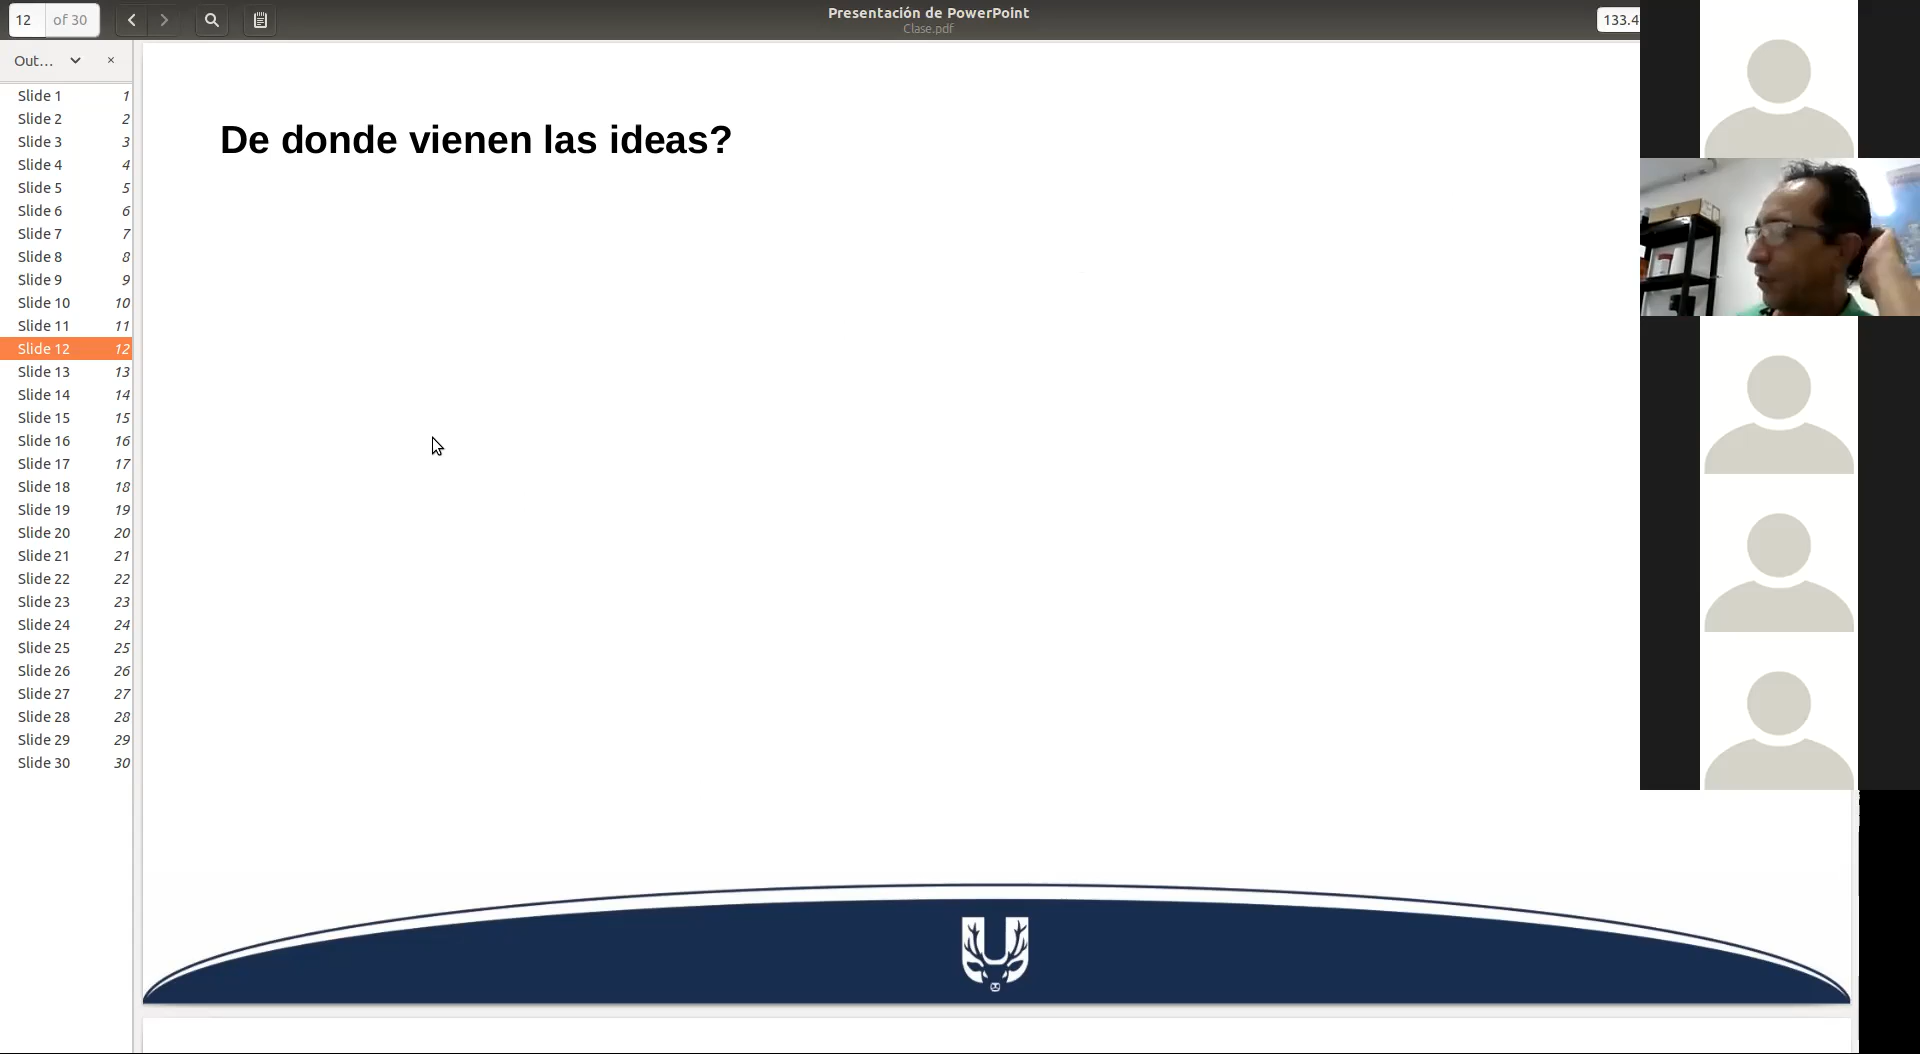 12 of 30
Presentación de PowerPoint
Clase.pdf
133.4
Out...
Slide 1 1
Slide 2 2
Slide 3 3
Slide 4 4
Slide 5 5
Slide 6 6
Slide 7 7
Slide 8 8
Slide 9 9
Slide 10 10
Slide 11 11
Slide 12 12
Slide 13 13
Slide 14 14
Slide 15 15
Slide 16 16
Slide 17 17
Slide 18 18
Slide 19 19
Slide 20 20
Slide 21 21
Slide 22 22
Slide 23 23
Slide 24 24
Slide 25 25
Slide 26 26
Slide 27 27
Slide 28 28
Slide 29 29
Slide 30 30
De donde vienen las ideas?
U